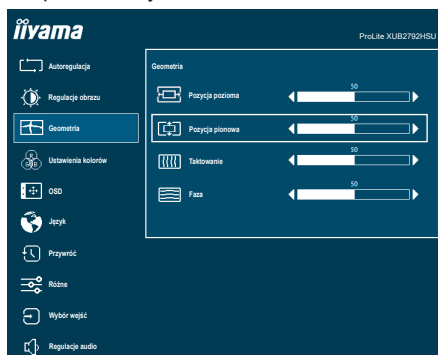 iiyama
ProLite XUB2792HSU
Autoregulacja
Regulacje obrazu
Geometria
Ustawienia kolorów
R
G B
OSD
Język
Przywróć
Różne
Wybór wejść
Regulacje audio
Geometria
Pozycja pozioma
50
Pozycja pionowa
50
Taktowanie
50
Faza
50